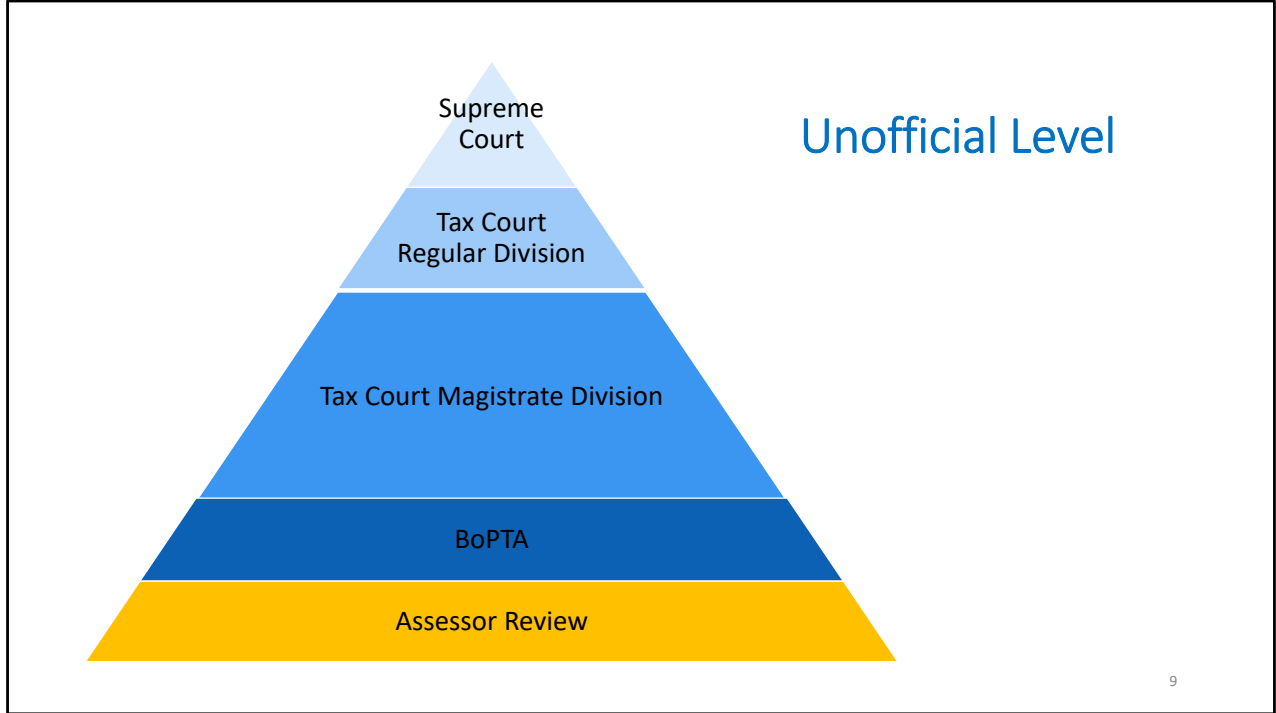 Unofficial Level
Supreme
Court
Tax Court
Regular Division
Tax Court Magistrate Division
BoPTA
Assessor Review
9